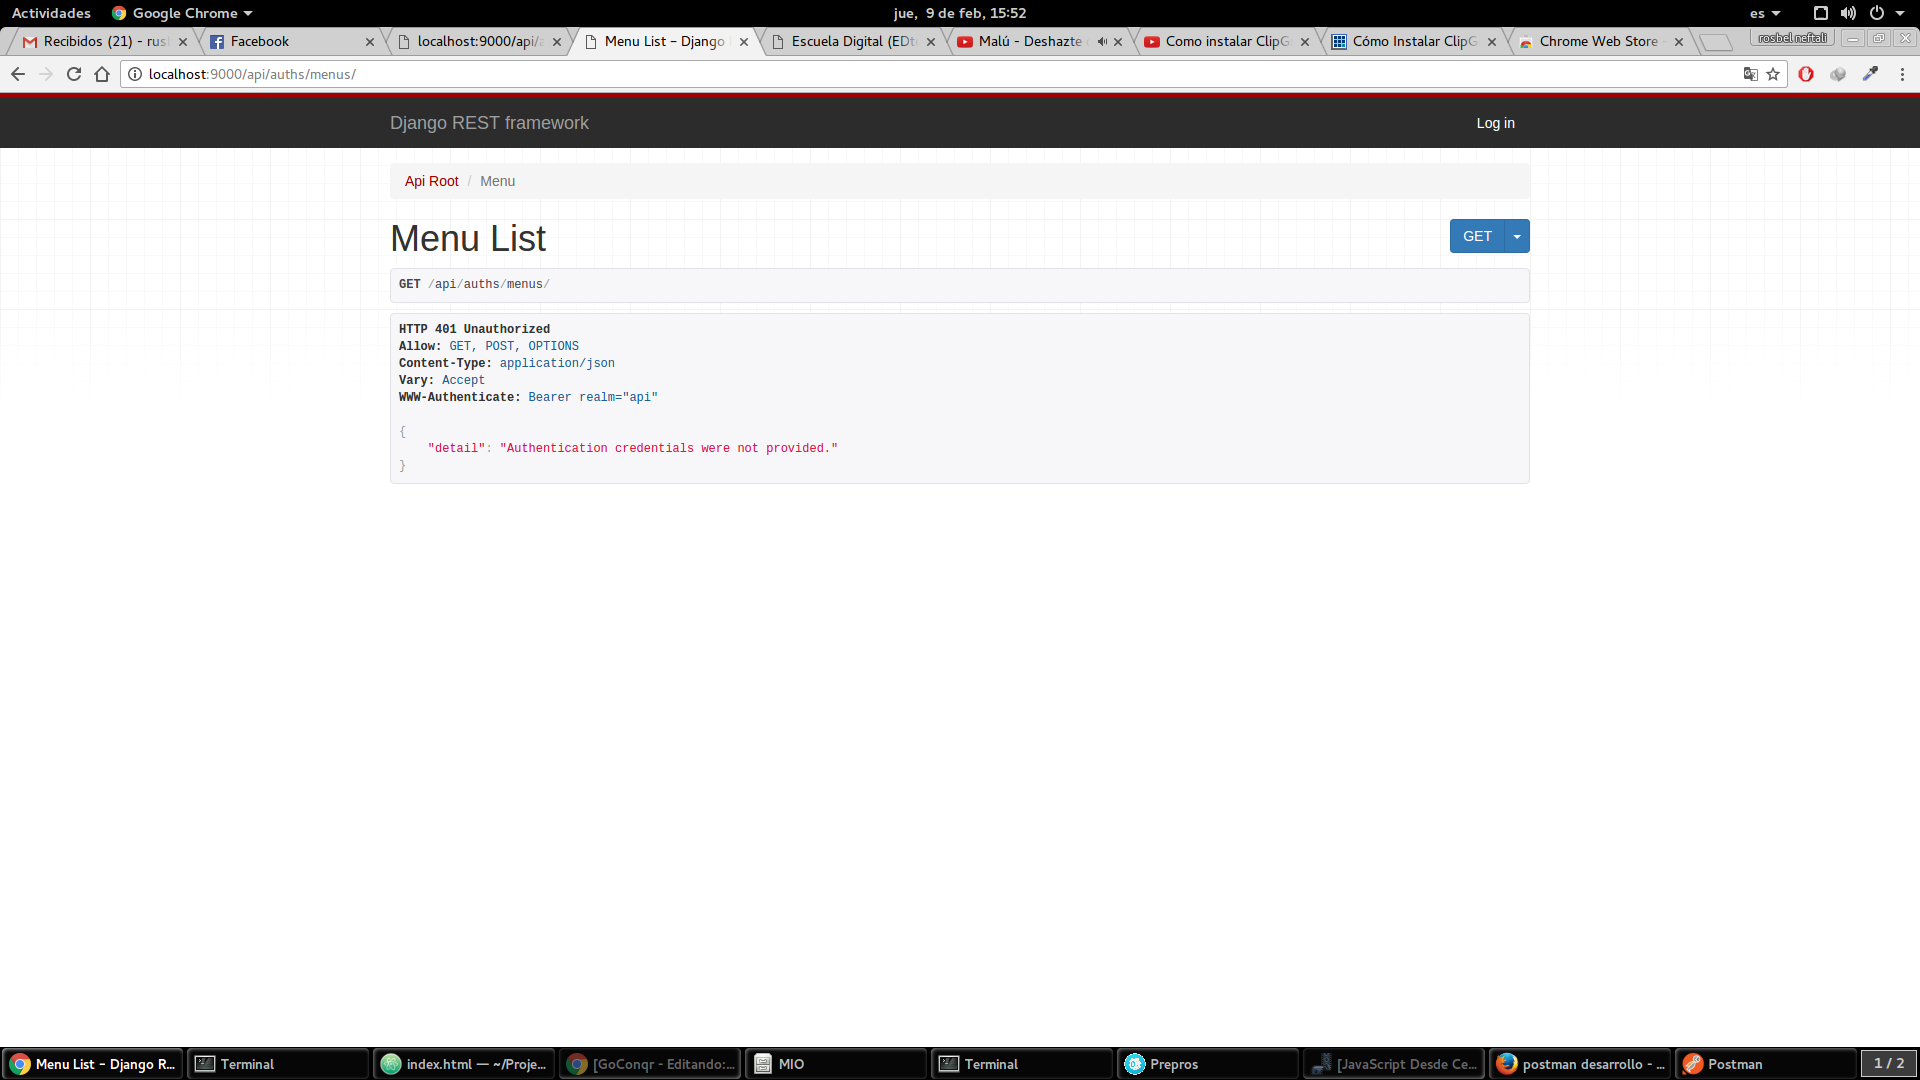 Actividades Google Chrome jue, 9 de feb, 15:52 es
Recibidos (21) - rus Facebook localhost:9000/api/a Menu List – Django Escuela Digital (EDt Malú - Deshazte Como instalar ClipG Cómo Instalar ClipG Chrome Web Store - rosbel neftali
localhost:9000/api/auths/menus/
Django REST framework Log in
Api Root / Menu
Menu List GET
GET /api/auths/menus/
HTTP 401 Unauthorized
Allow: GET, POST, OPTIONS
Content-Type: application/json
Vary: Accept
WWW-Authenticate: Bearer realm="api"
{
"detail": "Authentication credentials were not provided."
}
Menu List – Django R... Terminal index.html — ~/Proje... [GoConqr - Editando:... MIO Terminal Prepros [JavaScript Desde Ce... postman desarrollo - ... Postman 1 / 2